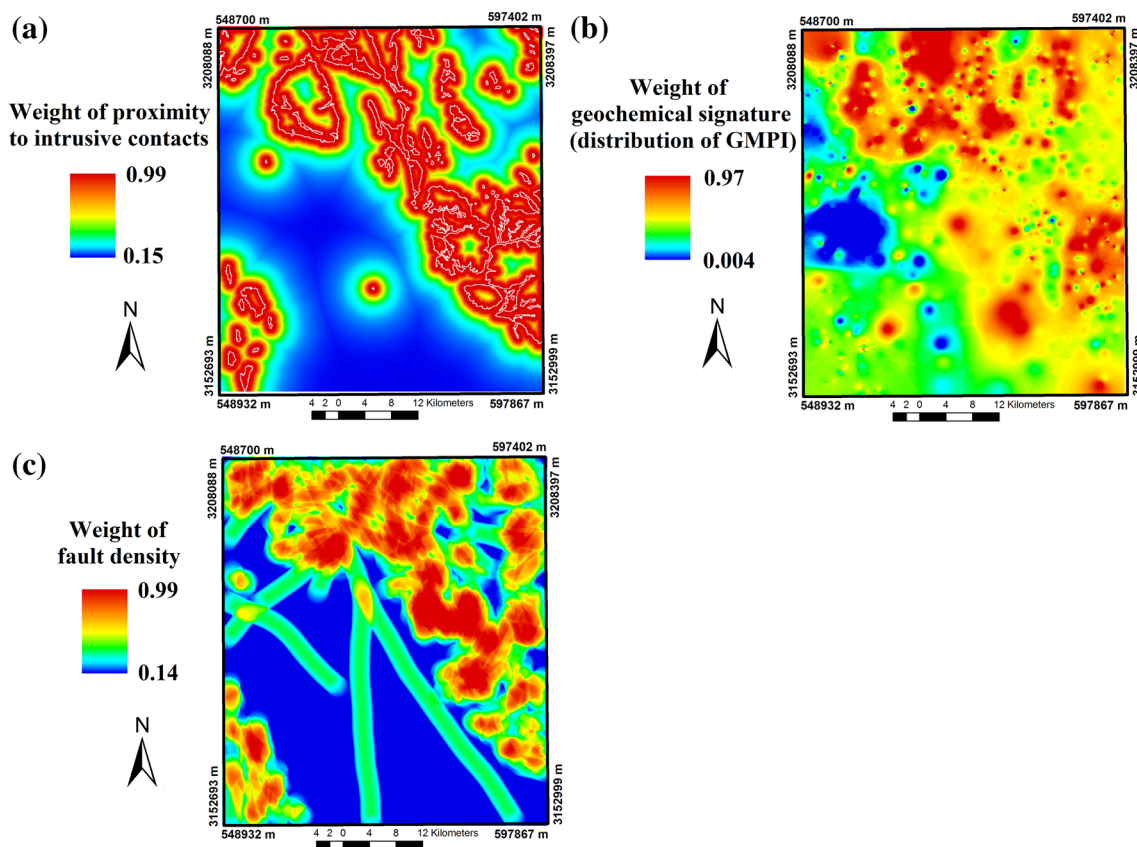 (a)
548700 m
597402 m
3208088 m
3208397 m
Weight of proximity
to intrusive contacts
0.99
0.15
N
3152693 m
3152999 m
548932 m
597867 m
4 2 0 4 8 12 Kilometers
(b)
548700 m
597402 m
3208088 m
3208397 m
Weight of
geochemical signature
(distribution of GMPI)
0.97
0.004
N
3152693 m
3152999 m
548932 m
597867 m
4 2 0 4 8 12 Kilometers
(c)
548700 m
597402 m
3208088 m
3208397 m
Weight of
fault density
0.99
0.14
N
3152693 m
3152999 m
548932 m
597867 m
4 2 0 4 8 12 Kilometers